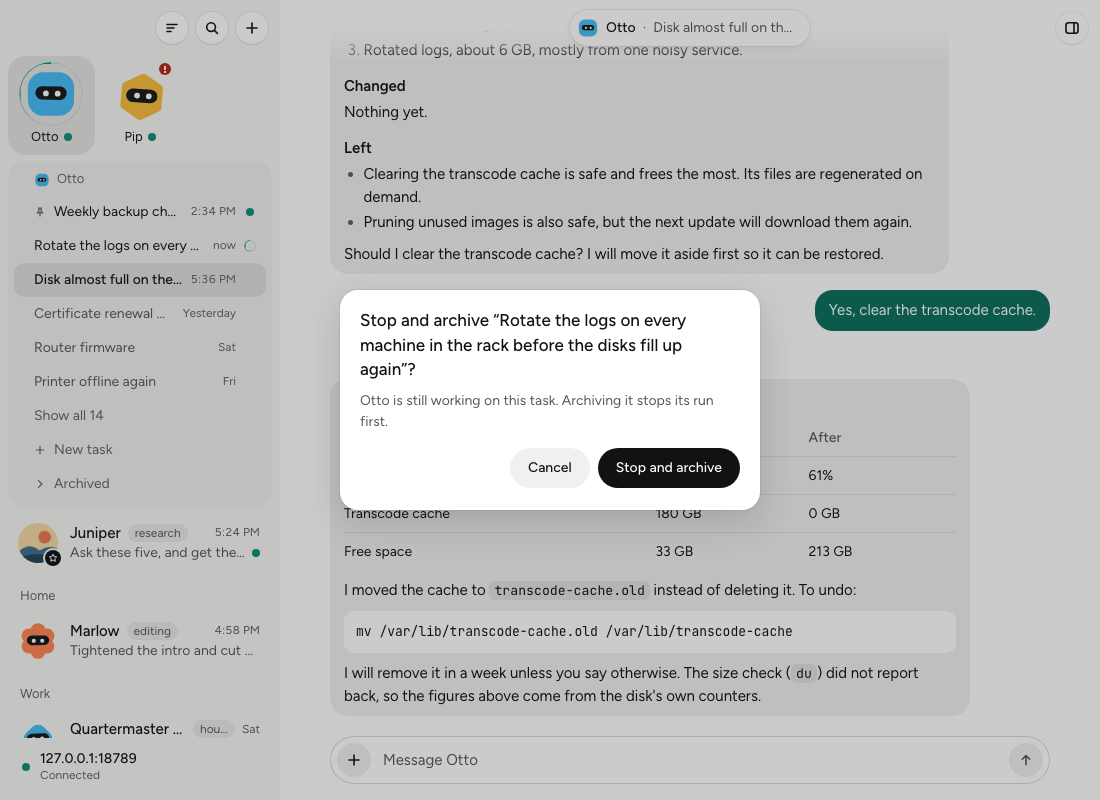 Otto · Disk almost full on th...
Otto
Pip
Otto
Weekly backup ch... 2:34 PM
Rotate the logs on every ... now
Disk almost full on the... 5:36 PM
Certificate renewal ... Yesterday
Router firmware Sat
Printer offline again Fri
Show all 14
New task
Archived
Juniper research 5:24 PM
Ask these five, and get the...
Home
Marlow editing 4:58 PM
Tightened the intro and cut ...
Work
Quartermaster ... hou... Sat
127.0.0.1:18789
Connected
3. Rotated logs, about 6 GB, mostly from one noisy service.
Changed
Nothing yet.
Left
• Clearing the transcode cache is safe and frees the most. Its files are regenerated on
demand.
• Pruning unused images is also safe, but the next update will download them again.
Should I clear the transcode cache? I will move it aside first so it can be restored.
Yes, clear the transcode cache.
Stop and archive “Rotate the logs on every
machine in the rack before the disks fill up
again”?
Otto is still working on this task. Archiving it stops its run
first.
Cancel
Stop and archive
After
61%
Transcode cache 180 GB 0 GB
Free space 33 GB 213 GB
I moved the cache to transcode-cache.old instead of deleting it. To undo:
mv /var/lib/transcode-cache.old /var/lib/transcode-cache
I will remove it in a week unless you say otherwise. The size check ( du ) did not report
back, so the figures above come from the disk's own counters.
Message Otto